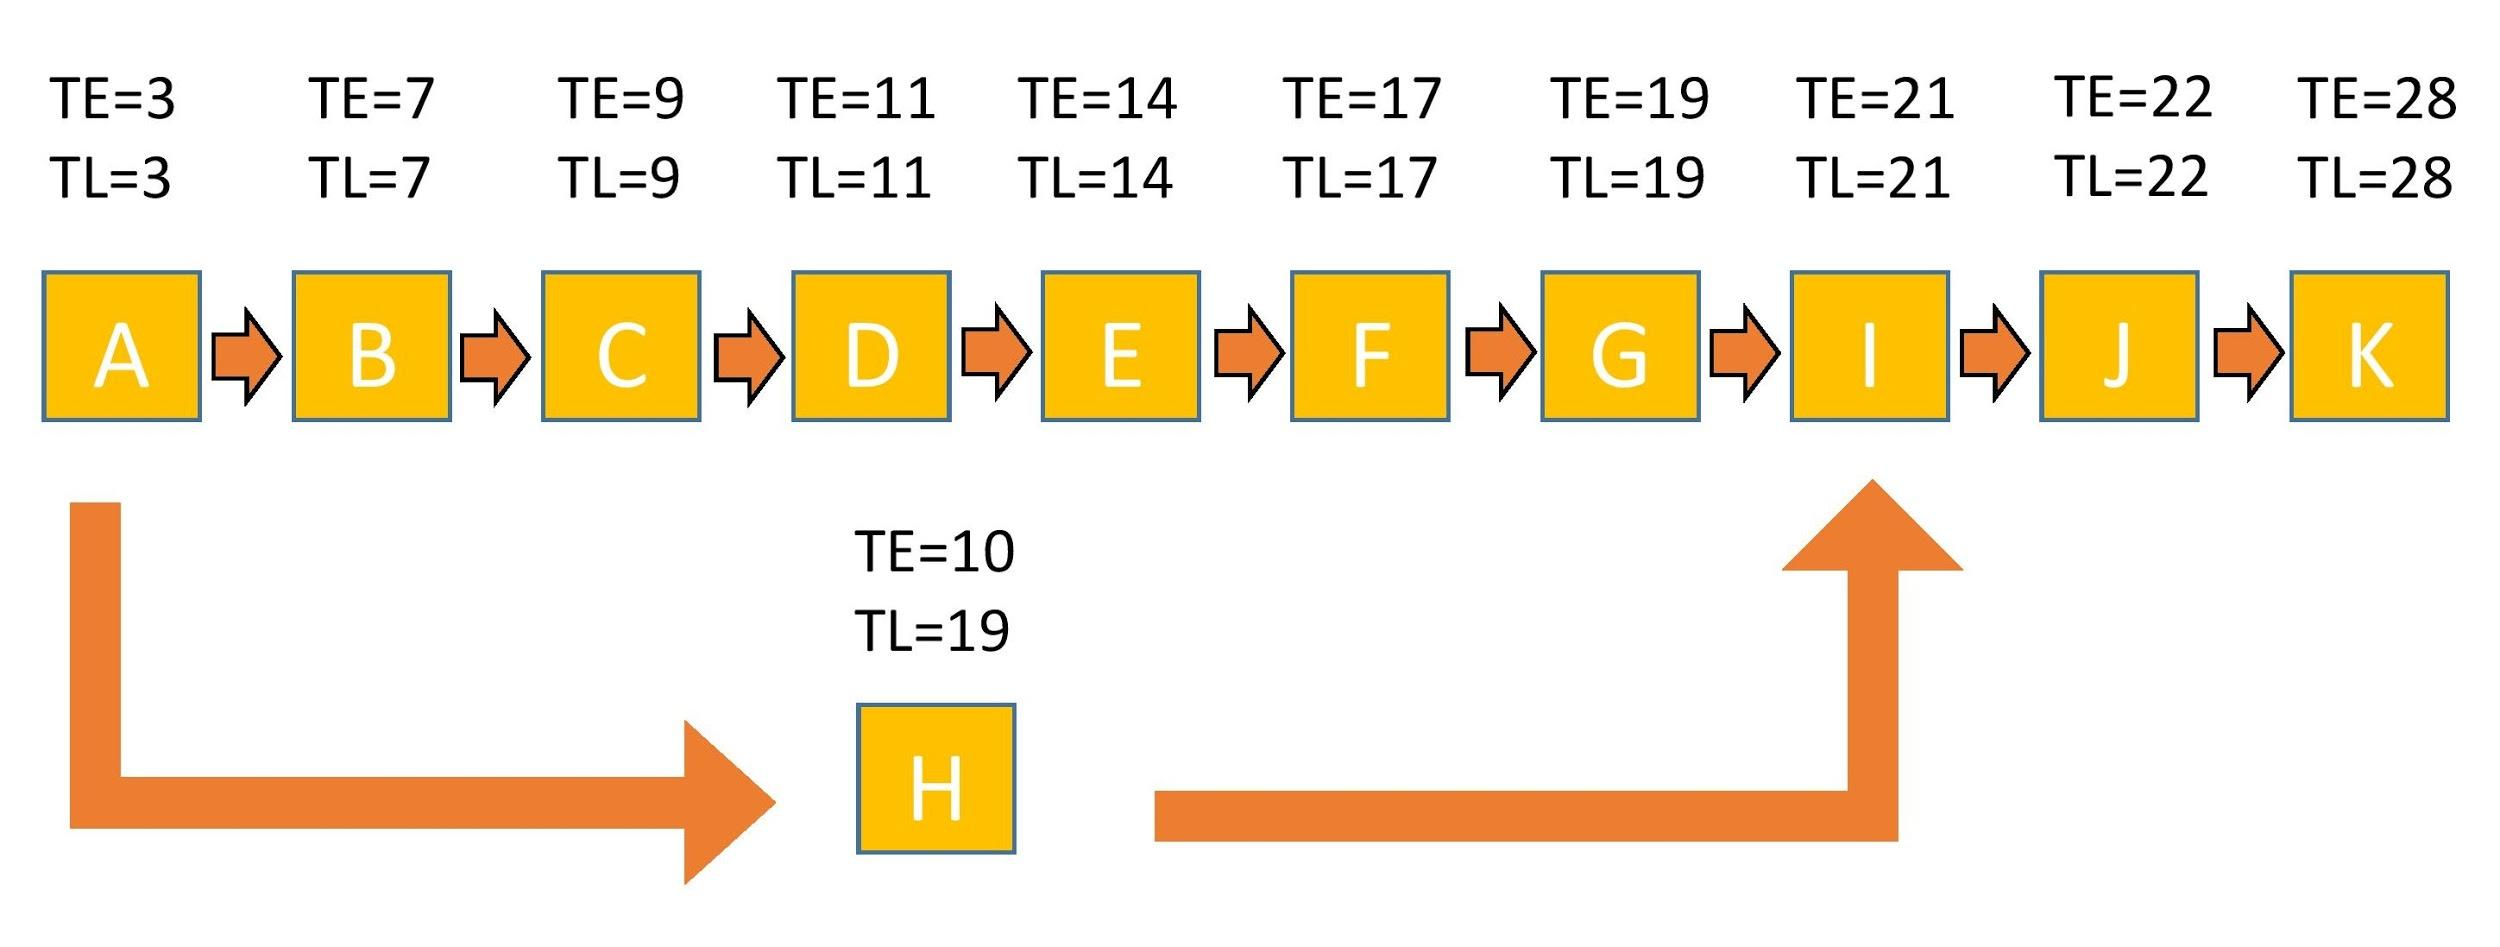 TE=3 TE=7 TE=9 TE=11 TE=14 TE=17 TE=19 TE=21 TE=22 TE=28
TL=3 TL=7 TL=9 TL=11 TL=14 TL=17 TL=19 TL=21 TL=22 TL=28
A B C D E F G I J K
TE=10
TL=19
H